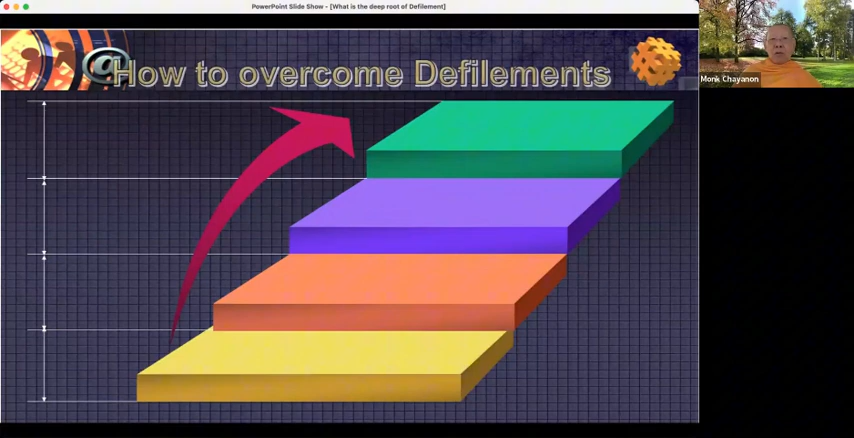 PowerPoint Slide Show - [What is the deep root of Defilement]
@How to overcome Defilements
Monk Chayanon